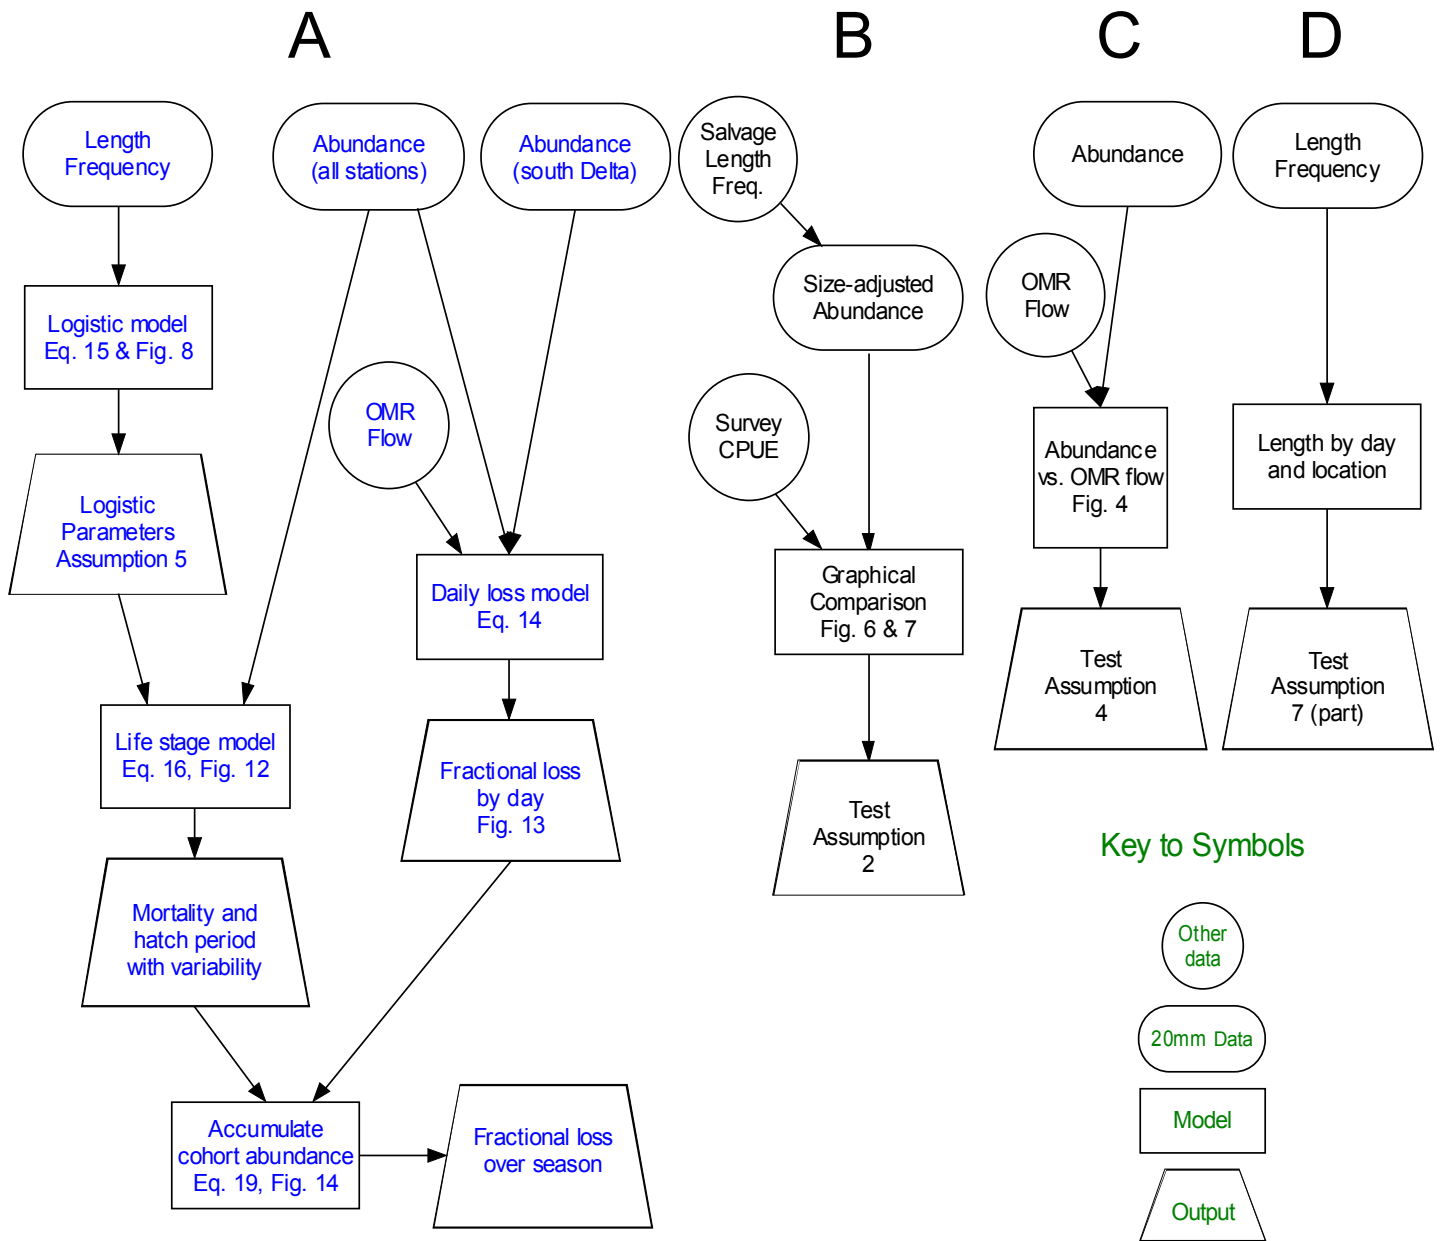 A
B
C
D
Length
Frequency
Abundance
(all stations)
Abundance
(south Delta)
Logistic model
Eq. 15 & Fig. 8
OMR
Flow
Logistic
Parameters
Assumption 5
Daily loss model
Eq. 14
Life stage model
Eq. 16, Fig. 12
Fractional loss
by day
Fig. 13
Mortality and
hatch period
with variability
Accumulate
cohort abundance
Eq. 19, Fig. 14
Fractional loss
over season
Salvage
Length
Freq.
Size-adjusted
Abundance
Survey
CPUE
Graphical
Comparison
Fig. 6 & 7
Test
Assumption
2
Abundance
OMR
Flow
Abundance
vs. OMR flow
Fig. 4
Test
Assumption
4
Length
Frequency
Length by day
and location
Test
Assumption
7 (part)
Key to Symbols
Other
data
20mm Data
Model
Output